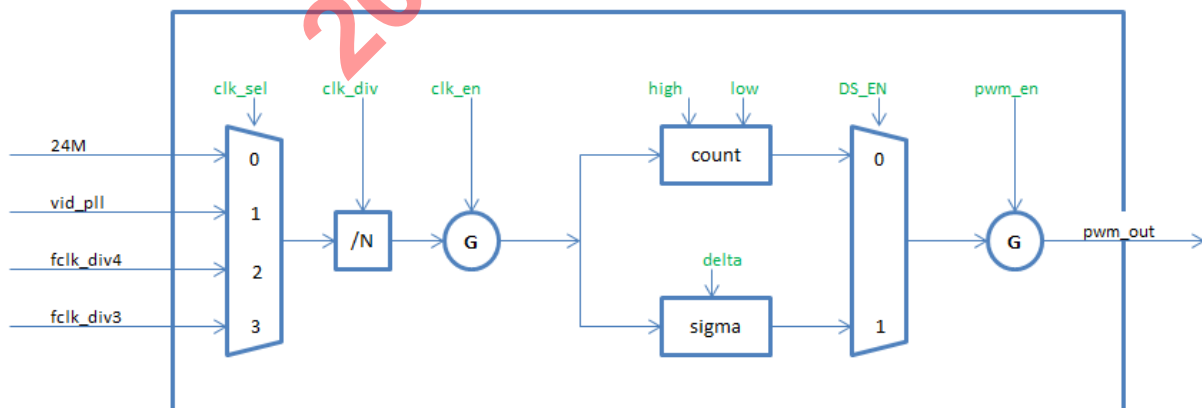 20
clk_sel clk_div clk_en high low DS_EN pwm_en
24M
0 count 0
vid_pll
1
/N G G pwm_out
fclk_div4
2 delta
fclk_div3
3 sigma 1